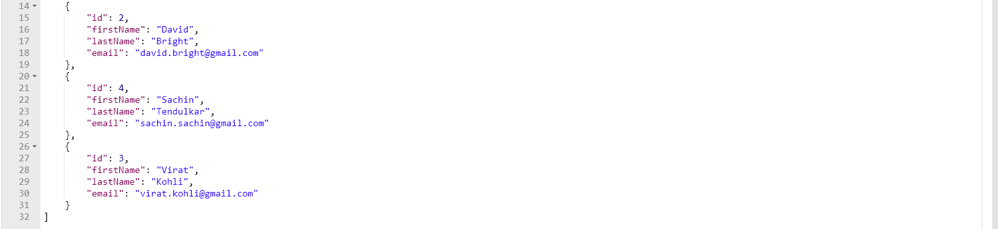 14 {
15 "id": 2,
16 "firstName": "David",
17 "lastName": "Bright",
18 "email": "david.bright@gmail.com"
19 },
20 {
21 "id": 4,
22 "firstName": "Sachin",
23 "lastName": "Tendulkar",
24 "email": "sachin.sachin@gmail.com"
25 },
26 {
27 "id": 3,
28 "firstName": "Virat",
29 "lastName": "Kohli",
30 "email": "virat.kohli@gmail.com"
31 }
32 ]